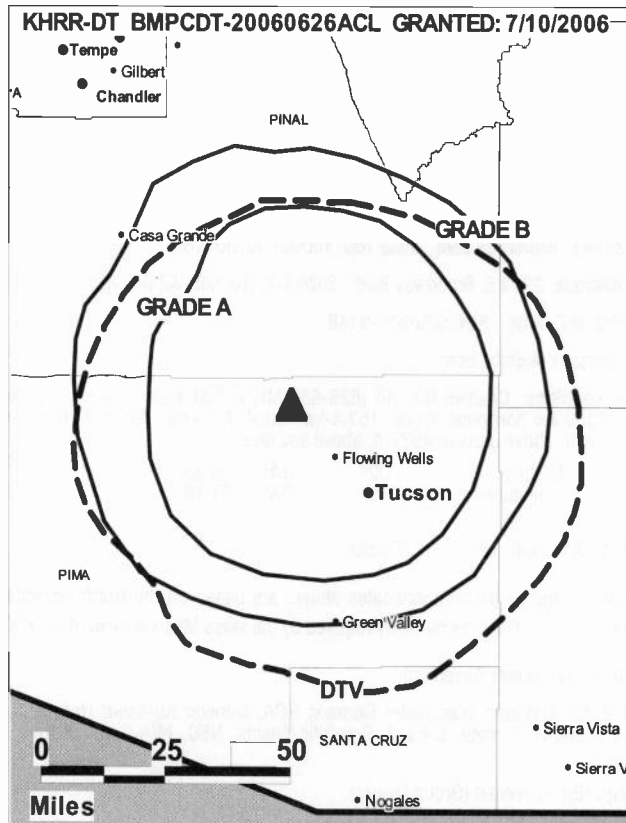 KHRR-DT BMPCDT-20060626ACL GRANTED: 7/10/2006
Tempe
Gilbert
A
Chandler
PINAL
GRADE B
Casa Grande
GRADE A
Flowing Wells
Tucson
PIMA
Green Valley
DTV
0 25 50
SANTA CRUZ
Sierra Vista
Sierra V
Miles
Nogales